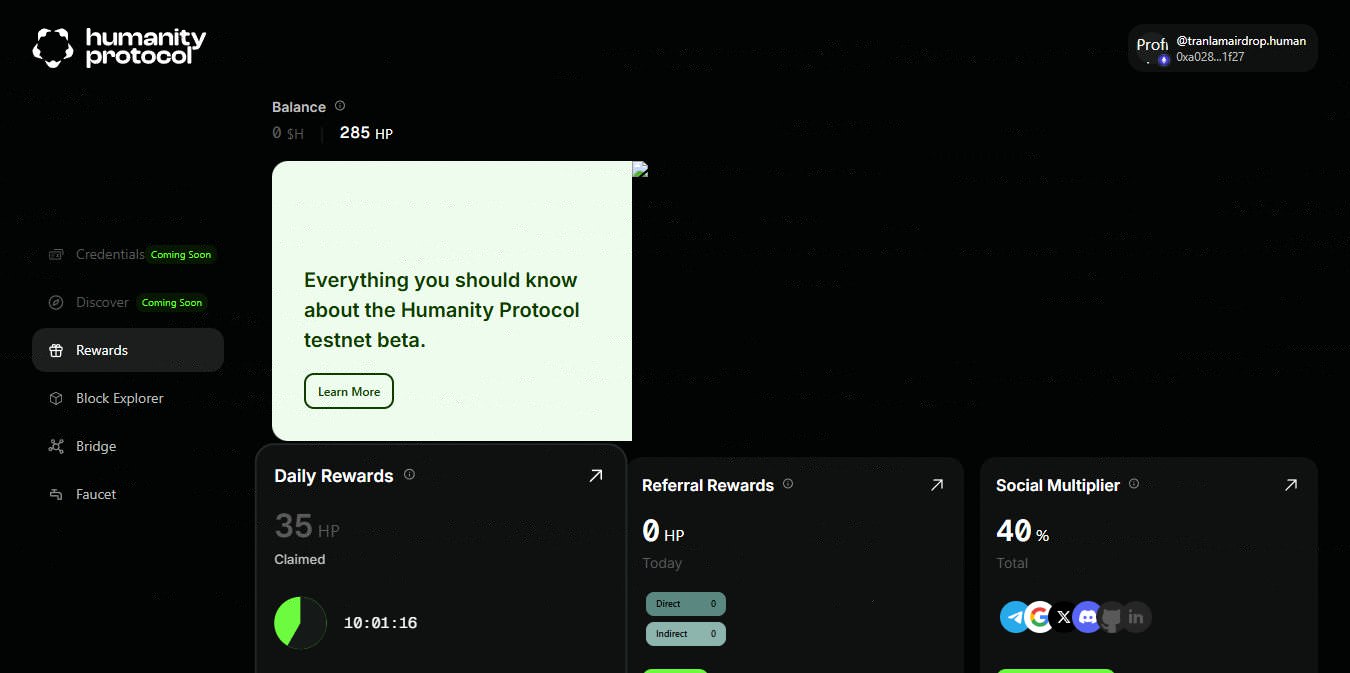 humanity
protocol
Profi
@tranlamairdrop.human
0xa028...1f27
Balance
0 $H | 285 HP
Everything you should know
about the Humanity Protocol
testnet beta.
Learn More
Credentials Coming Soon
Discover Coming Soon
Rewards
Block Explorer
Bridge
Faucet
Daily Rewards
35 HP
Claimed
10:01:16
Referral Rewards
0 HP
Today
Direct 0
Indirect 0
Social Multiplier
40 %
Total